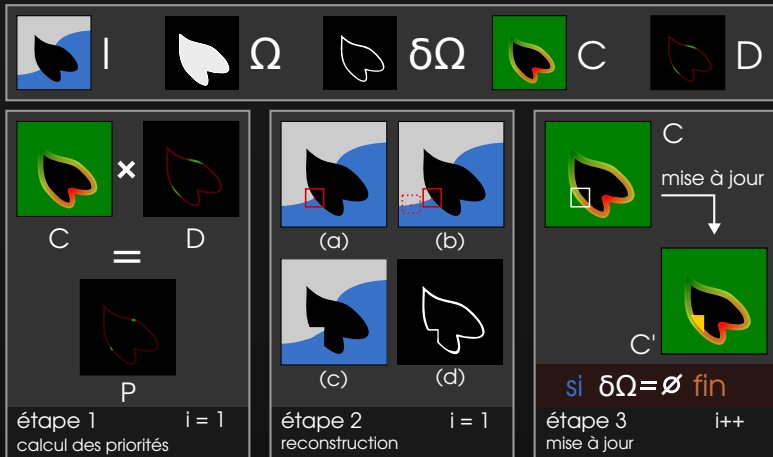 I Ω δΩ C D
C × D
=
P
étape 1 i = 1
calcul des priorités
(a) (b)
(c) (d)
étape 2 i = 1
reconstruction
C
mise à jour
C'
si δΩ=ø fin
étape 3 i++
mise à jour